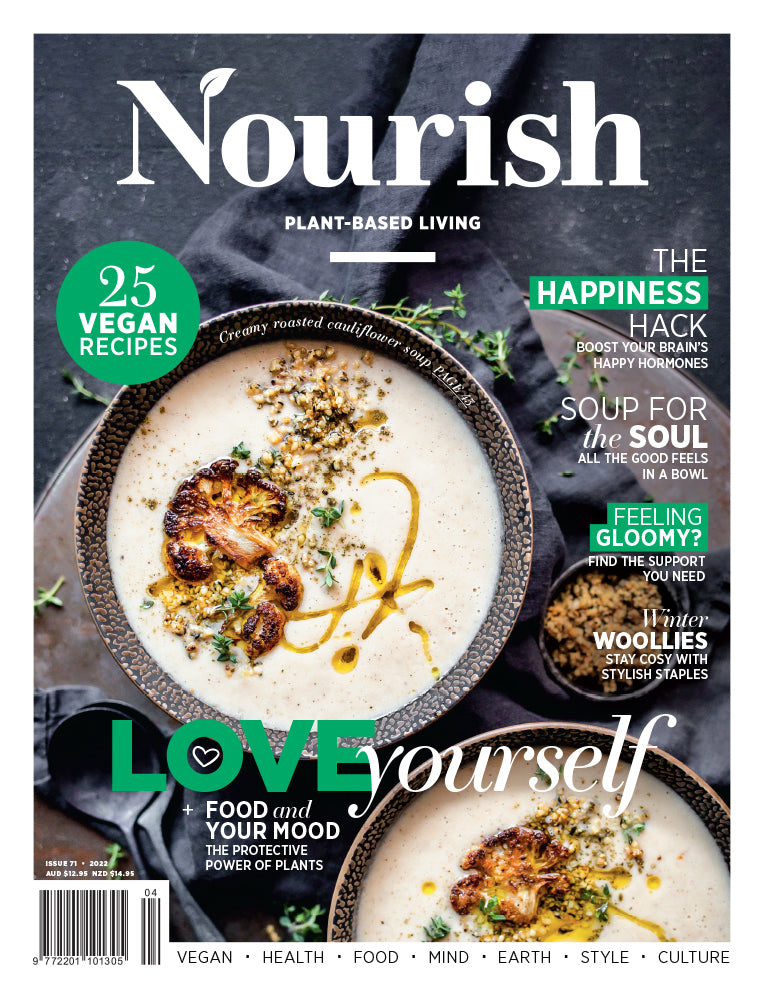 Nourish
PLANT-BASED LIVING
25
VEGAN
RECIPES
Creamy roasted cauliflower soup PAGE 43
THE
HAPPINESS
HACK
BOOST YOUR BRAIN'S
HAPPY HORMONES
SOUP FOR
the SOUL
ALL THE GOOD FEELS
IN A BOWL
FEELING
GLOOMY?
FIND THE SUPPORT
YOU NEED
Winter
WOOLLIES
STAY COSY WITH
STYLISH STAPLES
LOVE yourself
+ FOOD and
YOUR MOOD
THE PROTECTIVE
POWER OF PLANTS
ISSUE 71 • 2022
AUD $12.95 NZD $14.95
04
9 772201 101305
VEGAN • HEALTH • FOOD • MIND • EARTH • STYLE • CULTURE